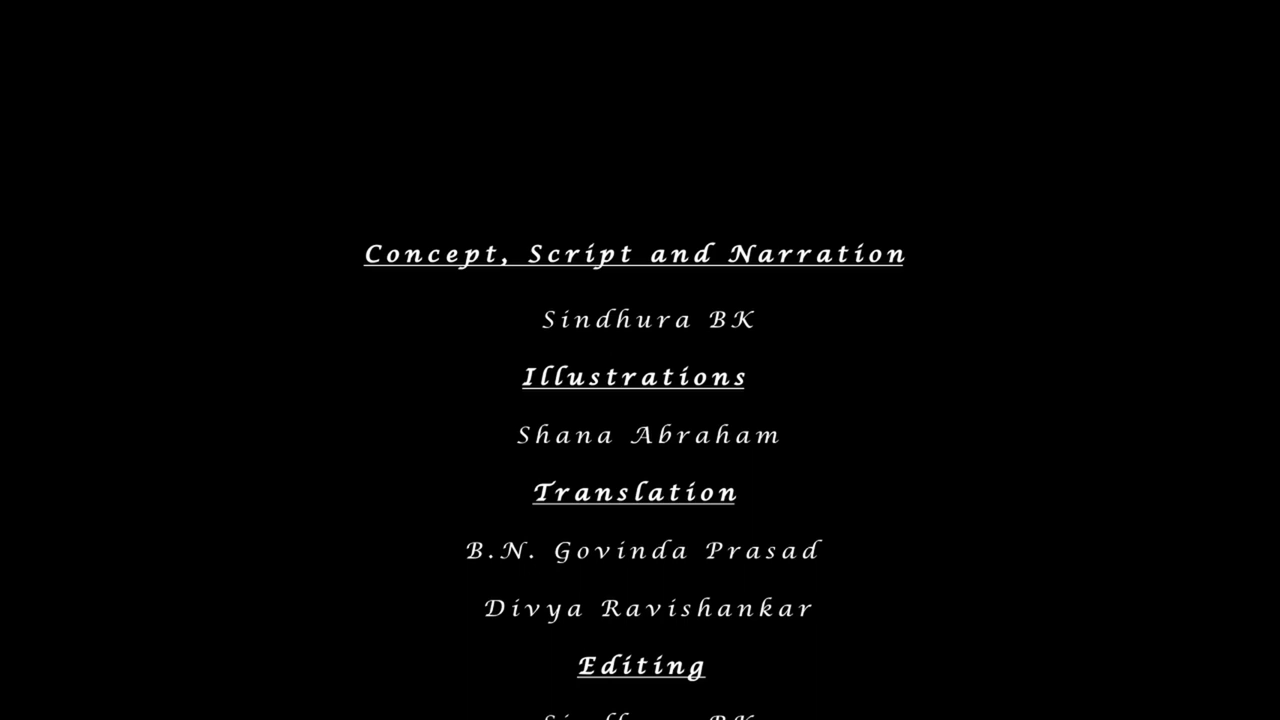 Concept, Script and Narration
Sindhura BK
Illustrations
Shana Abraham
Translation
B.N. Govinda Prasad
Divya Ravishankar
Editing